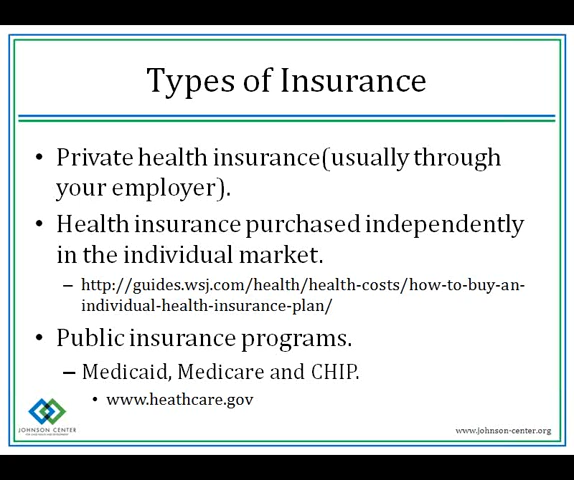 Types of Insurance
• Private health insurance(usually through
your employer).
• Health insurance purchased independently
in the individual market.
– http://guides.wsj.com/health/health-costs/how-to-buy-an-
individual-health-insurance-plan/
• Public insurance programs.
– Medicaid, Medicare and CHIP.
• www.heathcare.gov
JOHNSON CENTER
www.johnson-center.org